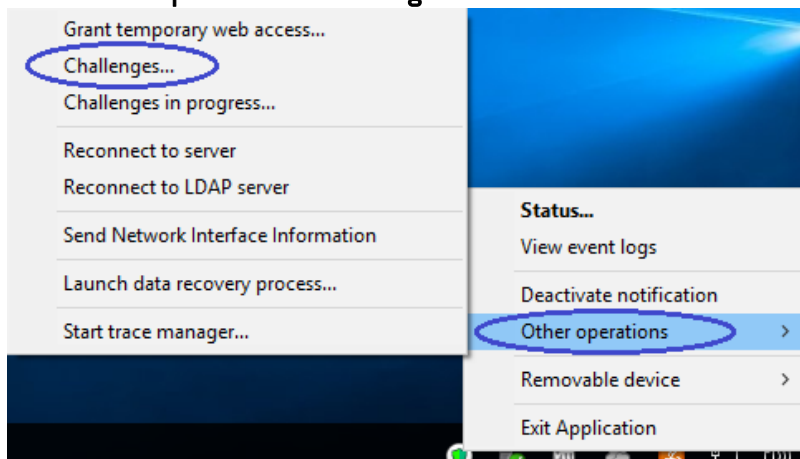 Grant temporary web access...
Challenges...
Challenges in progress...
Reconnect to server
Reconnect to LDAP server
Send Network Interface Information
Launch data recovery process...
Start trace manager...
Status...
View event logs
Deactivate notification
Other operations
Removable device
Exit Application